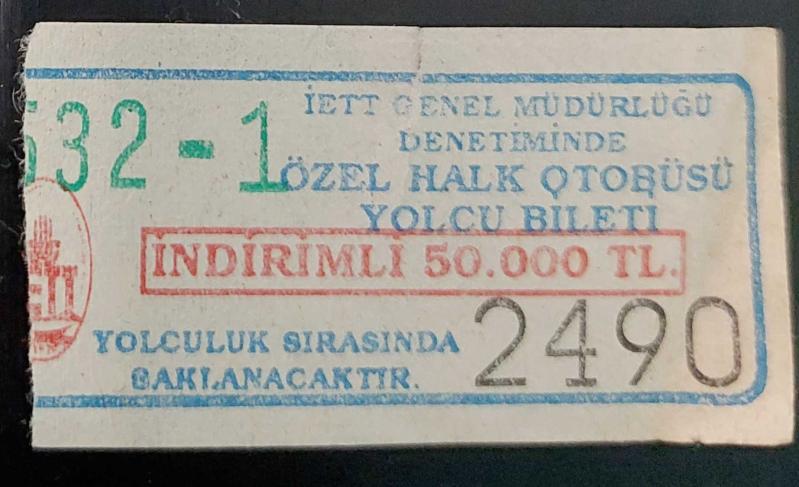 İETT GENEL MÜDÜRLÜĞÜ
DENETİMİNDE
532-1
ÖZEL HALK OTOBÜSÜ
YOLCU BİLETİ
İNDİRİMLİ 50.000 TL.
YOLCULUK SIRASINDA
SAKLANACAKTIR.
2490